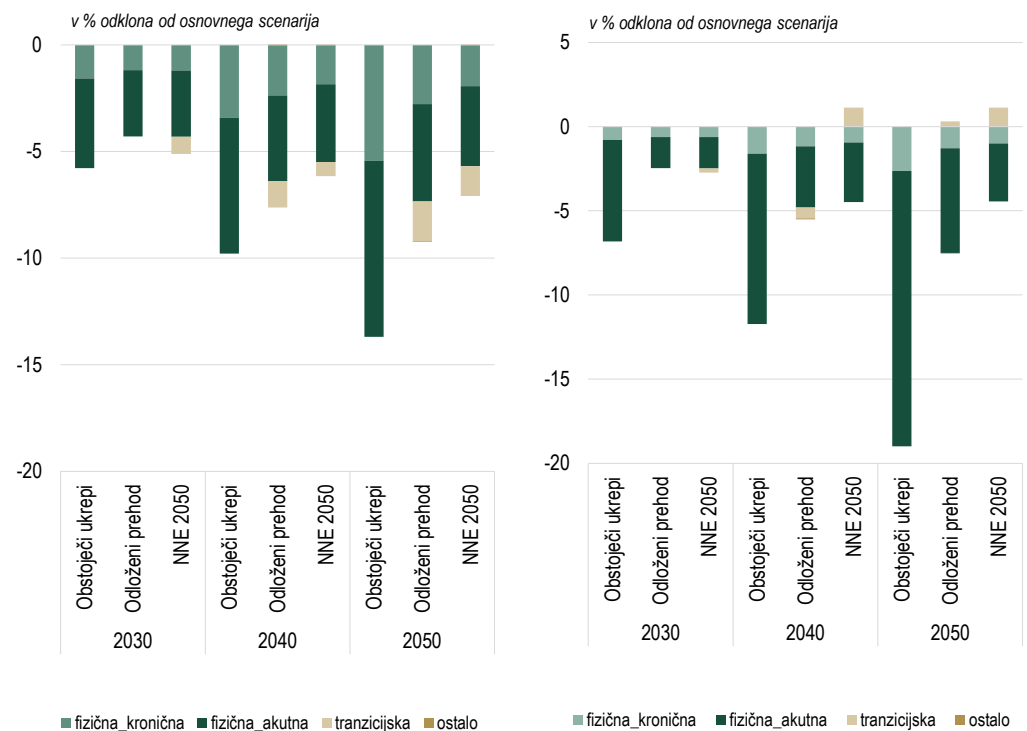 v % odklona od osnovnega scenarija
0
-5
-10
-15
-20
Obstoječi ukrepi
Odloženi prehod
NNE 2050
Obstoječi ukrepi
Odloženi prehod
NNE 2050
Obstoječi ukrepi
Odloženi prehod
NNE 2050
2030
2040
2050
fizična_kronična fizična_akutna tranzicijska ostalo
v % odklona od osnovnega scenarija
5
0
-5
-10
-15
-20
Obstoječi ukrepi
Odloženi prehod
NNE 2050
Obstoječi ukrepi
Odloženi prehod
NNE 2050
Obstoječi ukrepi
Odloženi prehod
NNE 2050
2030
2040
2050
fizična_kronična fizična_akutna tranzicijska ostalo